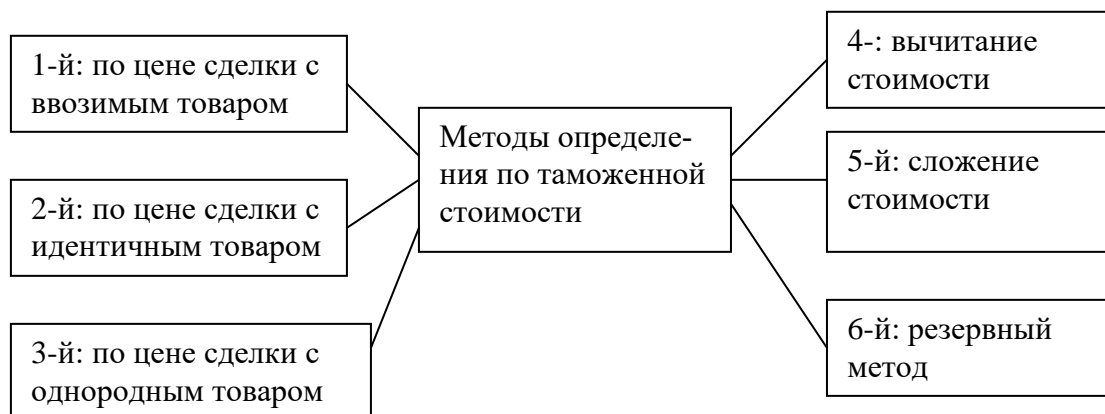 1-й: по цене сделки с
ввозимым товаром
2-й: по цене сделки с
идентичным товаром
3-й: по цене сделки с
однородным товаром
Методы определе-
ния по таможенной
стоимости
4-: вычитание
стоимости
5-й: сложение
стоимости
6-й: резервный
метод